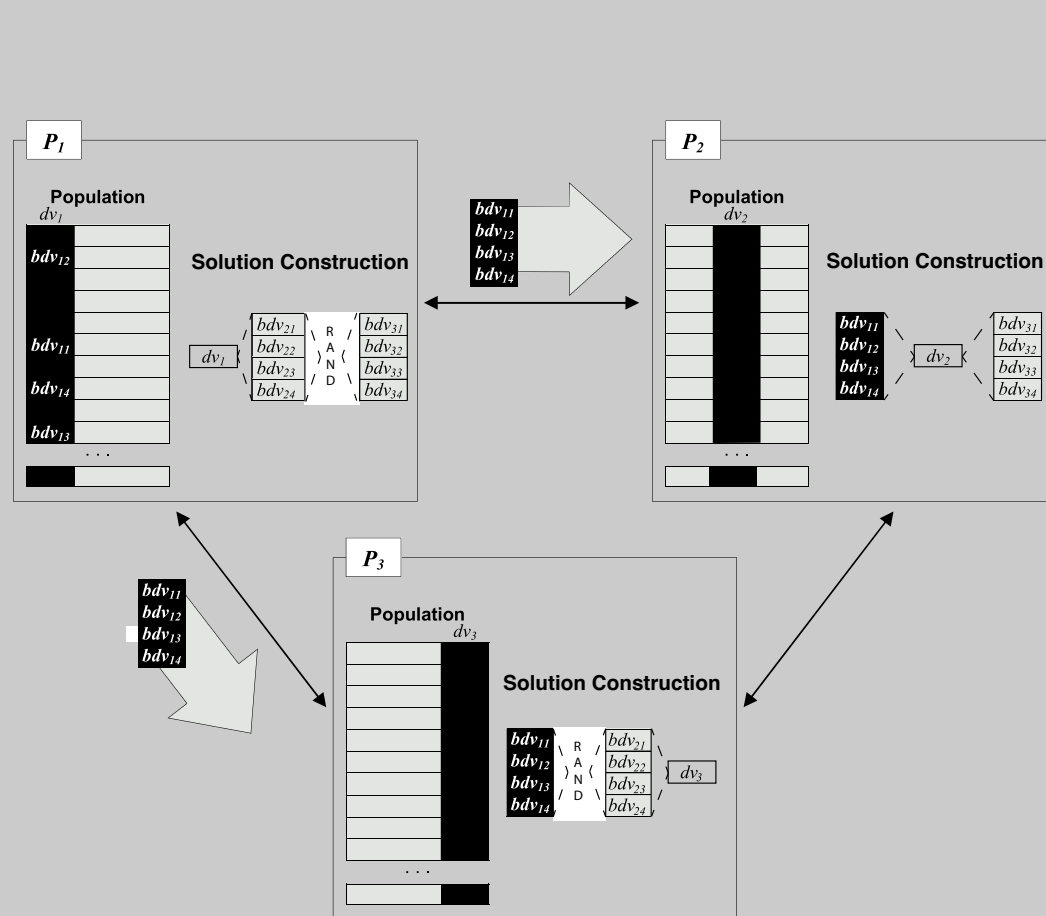 P1
Population
dv1
bdv12
bdv11
bdv14
bdv13
. . .
Solution Construction
dv1
bdv21
bdv22
bdv23
bdv24
R
A
N
D
bdv31
bdv32
bdv33
bdv34
bdv11
bdv12
bdv13
bdv14
P2
Population
dv2
. . .
Solution Construction
bdv11
bdv12
bdv13
bdv14
dv2
bdv31
bdv32
bdv33
bdv34
bdv11
bdv12
bdv13
bdv14
P3
Population
dv3
. . .
Solution Construction
bdv11
bdv12
bdv13
bdv14
R
A
N
D
bdv21
bdv22
bdv23
bdv24
dv3